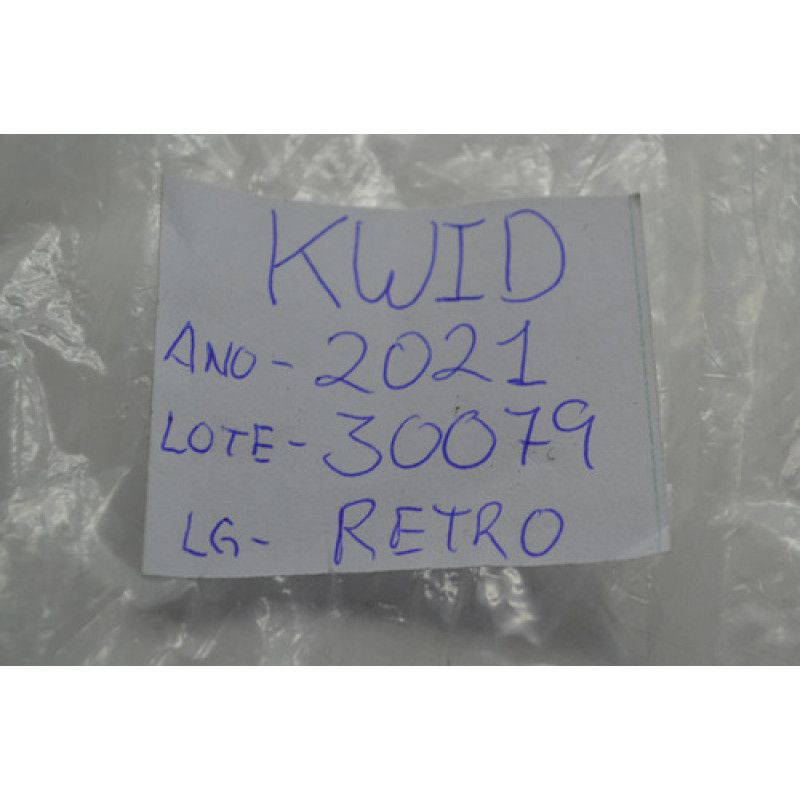 KWID
ANO - 2021
LOTE - 30079
LG - RETRO